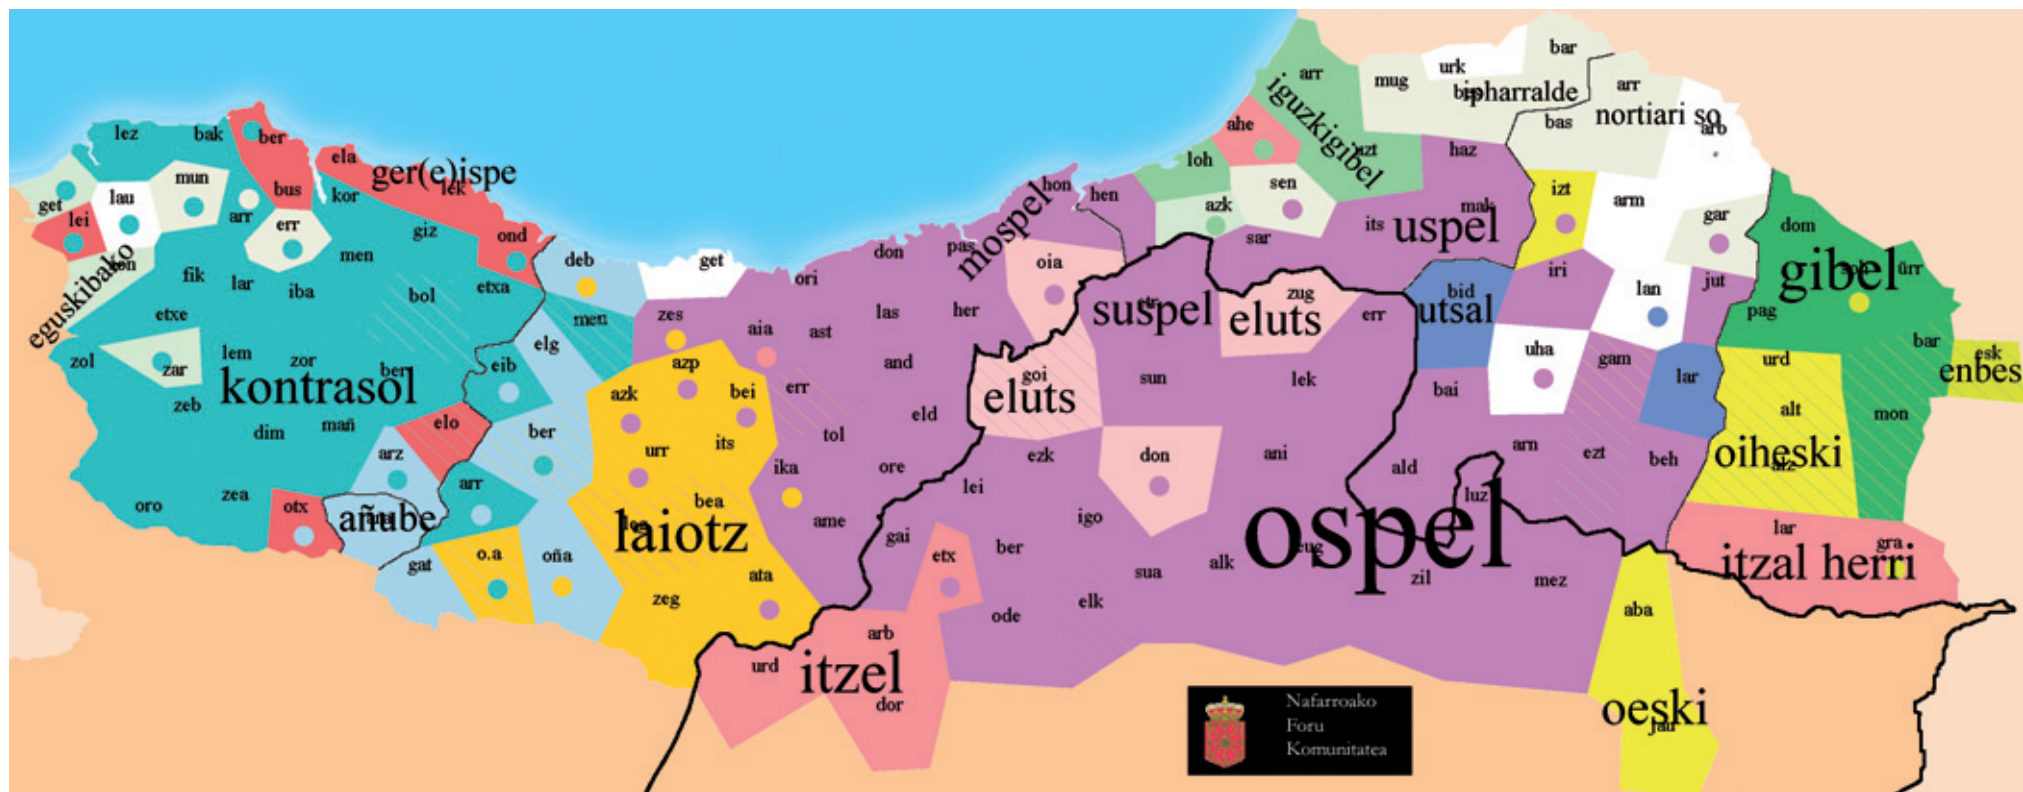 lez
bak
ber
ela
ger(e)ispe
lek
get
lau
mun
bus
kor
lei
arr
err
giz
ond
eguskibako
men
deb
get
fik
lar
iba
bol
etxa
etxe
men
zol
zar
lem
zor
ber
kontrasol
zeb
dim
mañ
elo
arz
oro
zea
otx
añube
arr
gat
elg
eib
ber
o.a
oña
zes
aia
ast
azp
azk
bei
err
urr
its
tol
ika
bea
laiotz
ame
ata
zeg
ori
don
pas
mospel
hon
hen
las
her
and
eld
ore
oia
goi
eluts
ezk
lei
gai
ber
etx
ode
arb
urd
itzel
dor
igo
sua
elk
alk
suspel
sun
don
ani
lek
eluts
zug
err
ospel
zil
mez
loh
ahe
azk
sen
sar
its
uspel
mak
haz
arr
iguzkigibel
mug
urk
bar
ipharralde
bas
arr
nortiari so
arb
izt
arm
gar
iri
lan
jut
bid
utsal
uha
gam
lar
bai
ald
arn
ezt
beh
luz
dom
gibel
ürr
pag
bar
esk
enbes
urd
alt
mon
oiheski
lar
gra
itzal herri
aba
oeski
jau
Nafarroako
Foru
Komunitatea